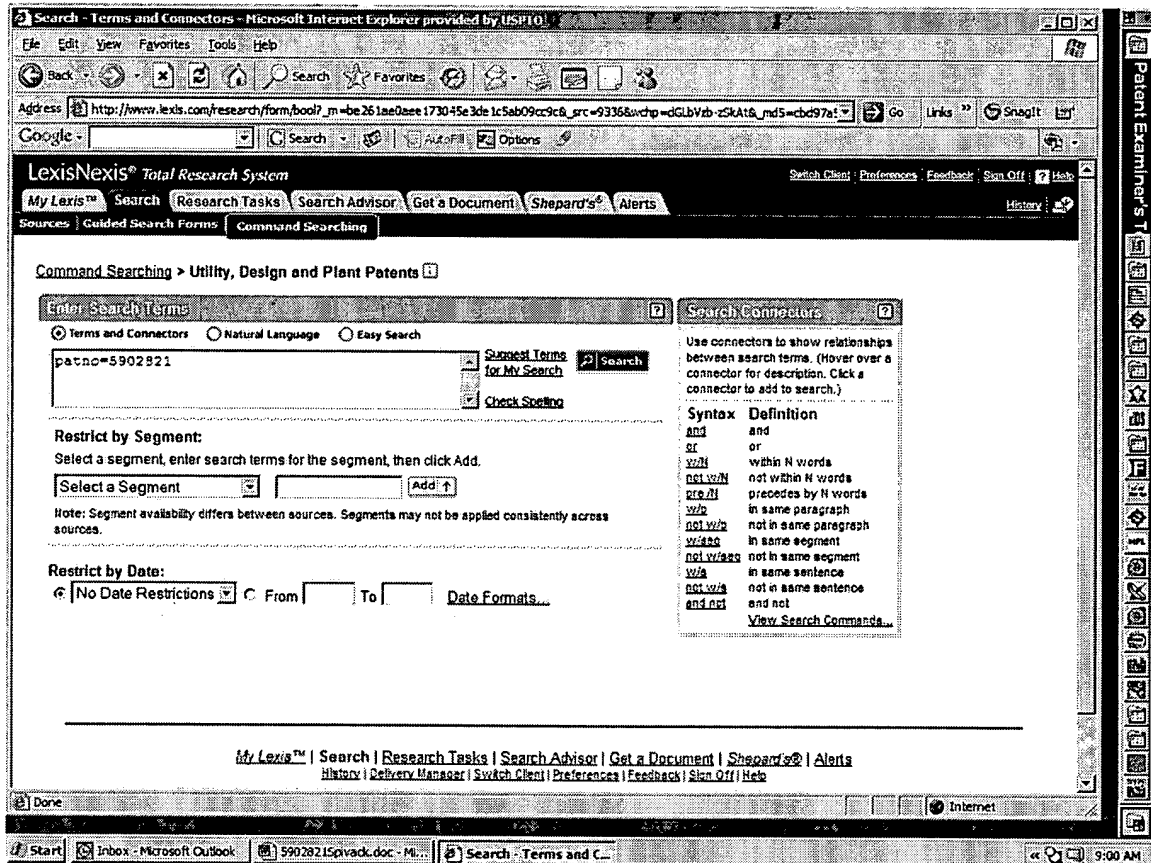 Search - Terms and Connectors - Microsoft Internet Explorer provided by USPTO
File Edit View Favorites Tools Help
Back Search Favorites
Address http://www.lexis.com/research/form/bool?_m=be261ae0aee173045e3de1c5ab09cc9c&_src=9336&wchp=dGLbVzb-zSkAt&_md5=cbd97a5 Go Links » SnagIt
Google - Search AutoFill Options
LexisNexis® Total Research System Switch Client | Preferences | Feedback | Sign Off | ? Help
My Lexis™ Search Research Tasks Search Advisor Get a Document Shepard's® Alerts History
Sources | Guided Search Forms | Command Searching
Command Searching > Utility, Design and Plant Patents i
Enter Search Terms ?
Terms and Connectors Natural Language Easy Search
patno=5902821
Suggest Terms
for My Search
Search
Check Spelling
Restrict by Segment:
Select a segment, enter search terms for the segment, then click Add.
Select a Segment Add ↑
Note: Segment availability differs between sources. Segments may not be applied consistently across
sources.
Restrict by Date:
No Date Restrictions From To Date Formats...
Search Connectors ?
Use connectors to show relationships
between search terms. (Hover over a
connector for description. Click a
connector to add to search.)
Syntax Definition
and and
or or
w/N within N words
not w/N not within N words
pre /N precedes by N words
w/p in same paragraph
not w/p not in same paragraph
w/seg in same segment
not w/seg not in same segment
w/s in same sentence
not w/s not in same sentence
and not and not
View Search Commands...
My Lexis™ | Search | Research Tasks | Search Advisor | Get a Document | Shepard's® | Alerts
History | Delivery Manager | Switch Client | Preferences | Feedback | Sign Off | Help
Done Internet
Patent Examiner's T
MPL
Start Inbox - Microsoft Outlook 5902821Spivack.doc - Mi... Search - Terms and C... « 9:00 AM